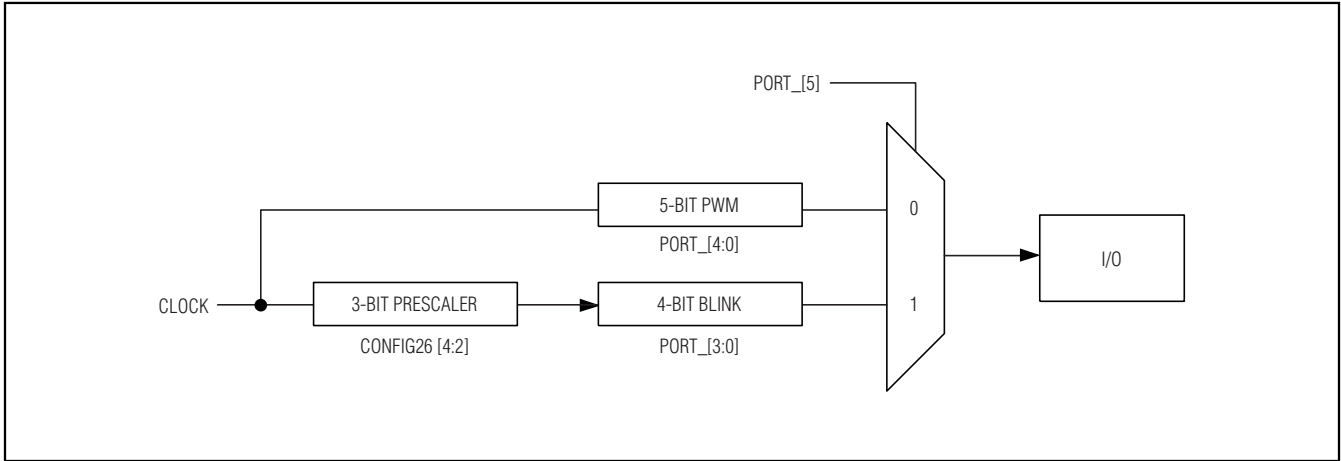 PORT_[5]
5-BIT PWM
0
PORT_[4:0]
I/O
CLOCK
3-BIT PRESCALER
4-BIT BLINK
1
CONFIG26 [4:2]
PORT_[3:0]